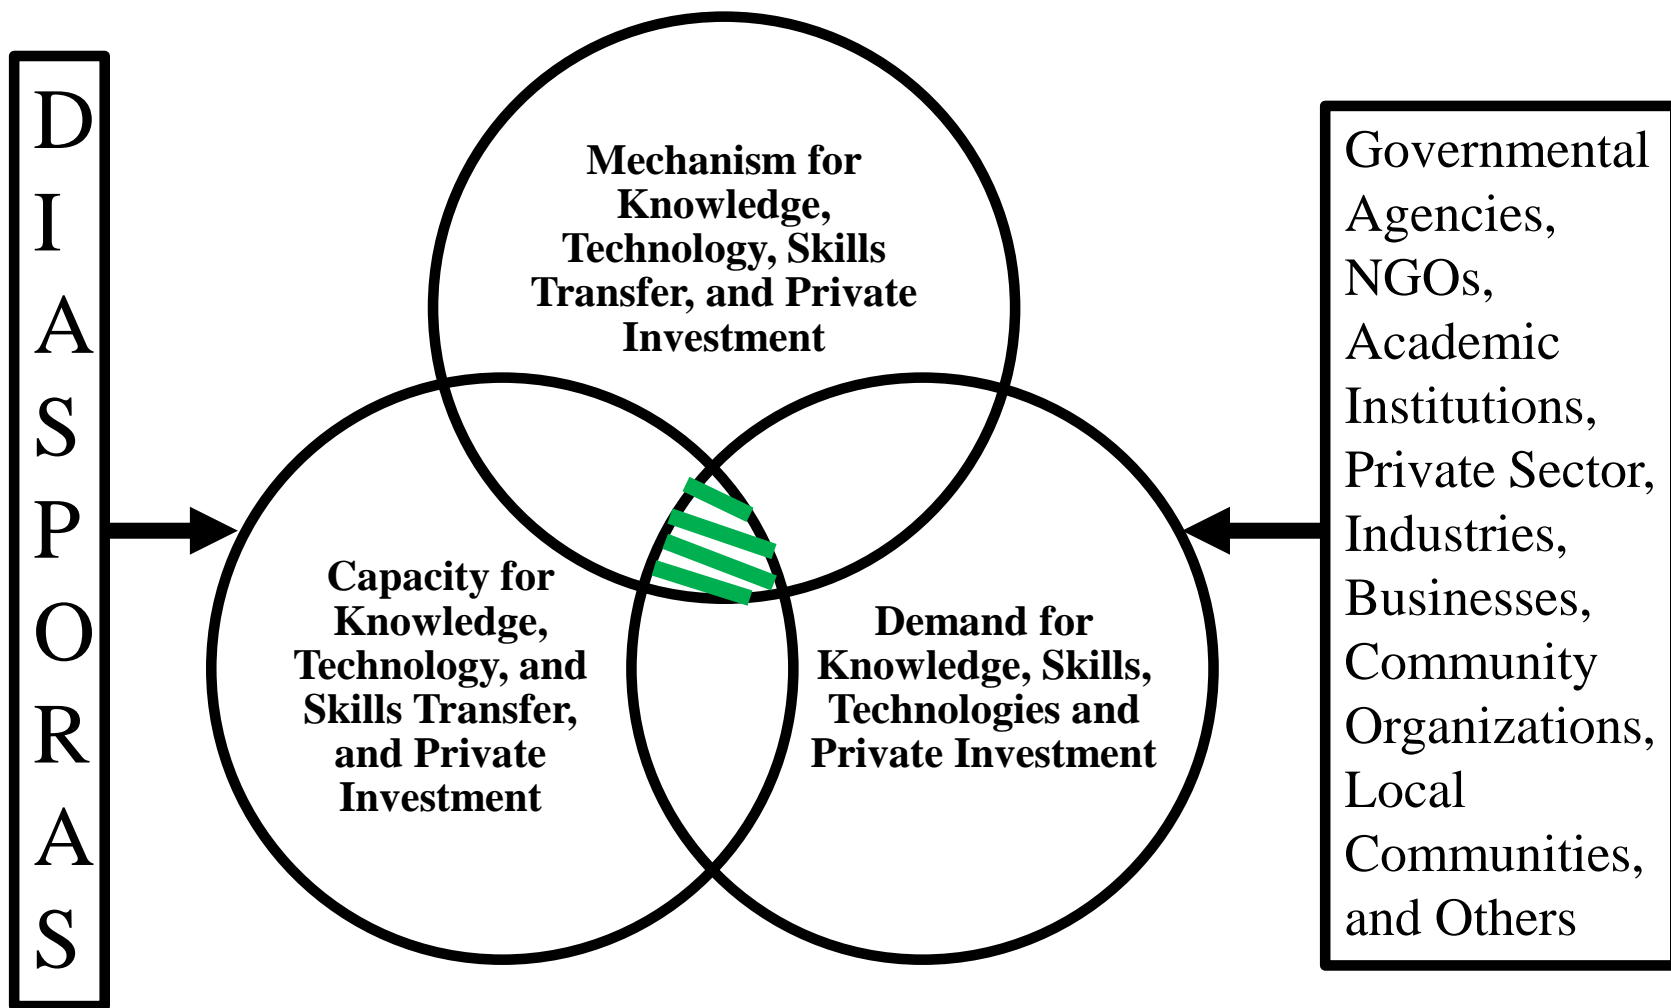 D
I
A
S
P
O
R
A
S
Mechanism for
Knowledge,
Technology, Skills
Transfer, and Private
Investment
Capacity for
Knowledge,
Technology, and
Skills Transfer,
and Private
Investment
Demand for
Knowledge, Skills,
Technologies and
Private Investment
Governmental
Agencies,
NGOs,
Academic
Institutions,
Private Sector,
Industries,
Businesses,
Community
Organizations,
Local
Communities,
and Others